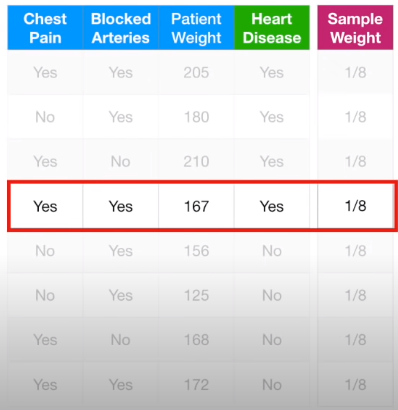 Chest Pain Blocked Arteries Patient Weight Heart Disease Sample Weight
Yes Yes 205 Yes 1/8
No Yes 180 Yes 1/8
Yes No 210 Yes 1/8
Yes Yes 167 Yes 1/8
No Yes 156 No 1/8
No Yes 125 No 1/8
Yes No 168 No 1/8
Yes Yes 172 No 1/8